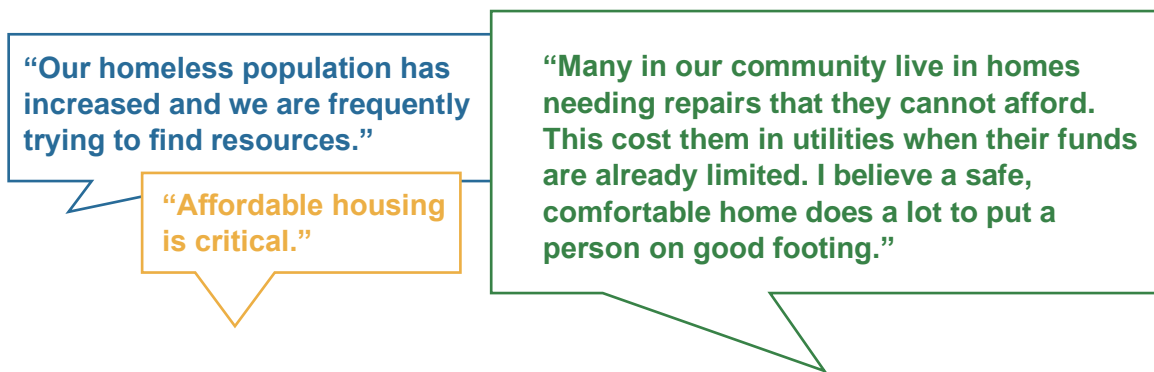 “Our homeless population has
increased and we are frequently
trying to find resources.”
“Affordable housing
is critical.”
“Many in our community live in homes
needing repairs that they cannot afford.
This cost them in utilities when their funds
are already limited. I believe a safe,
comfortable home does a lot to put a
person on good footing.”